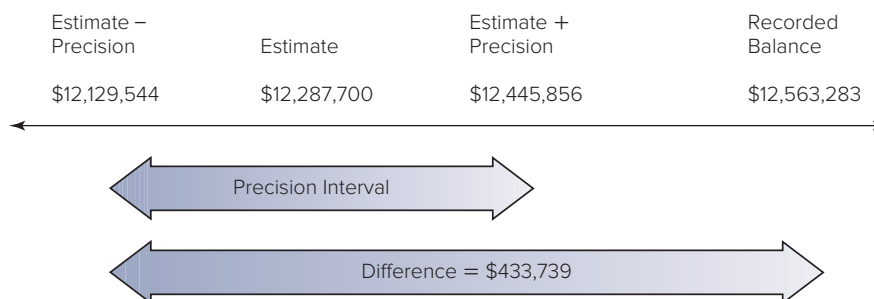 Estimate –
Precision
Estimate
Estimate +
Precision
Recorded
Balance
$12,129,544
$12,287,700
$12,445,856
$12,563,283
Precision Interval
Difference = $433,739